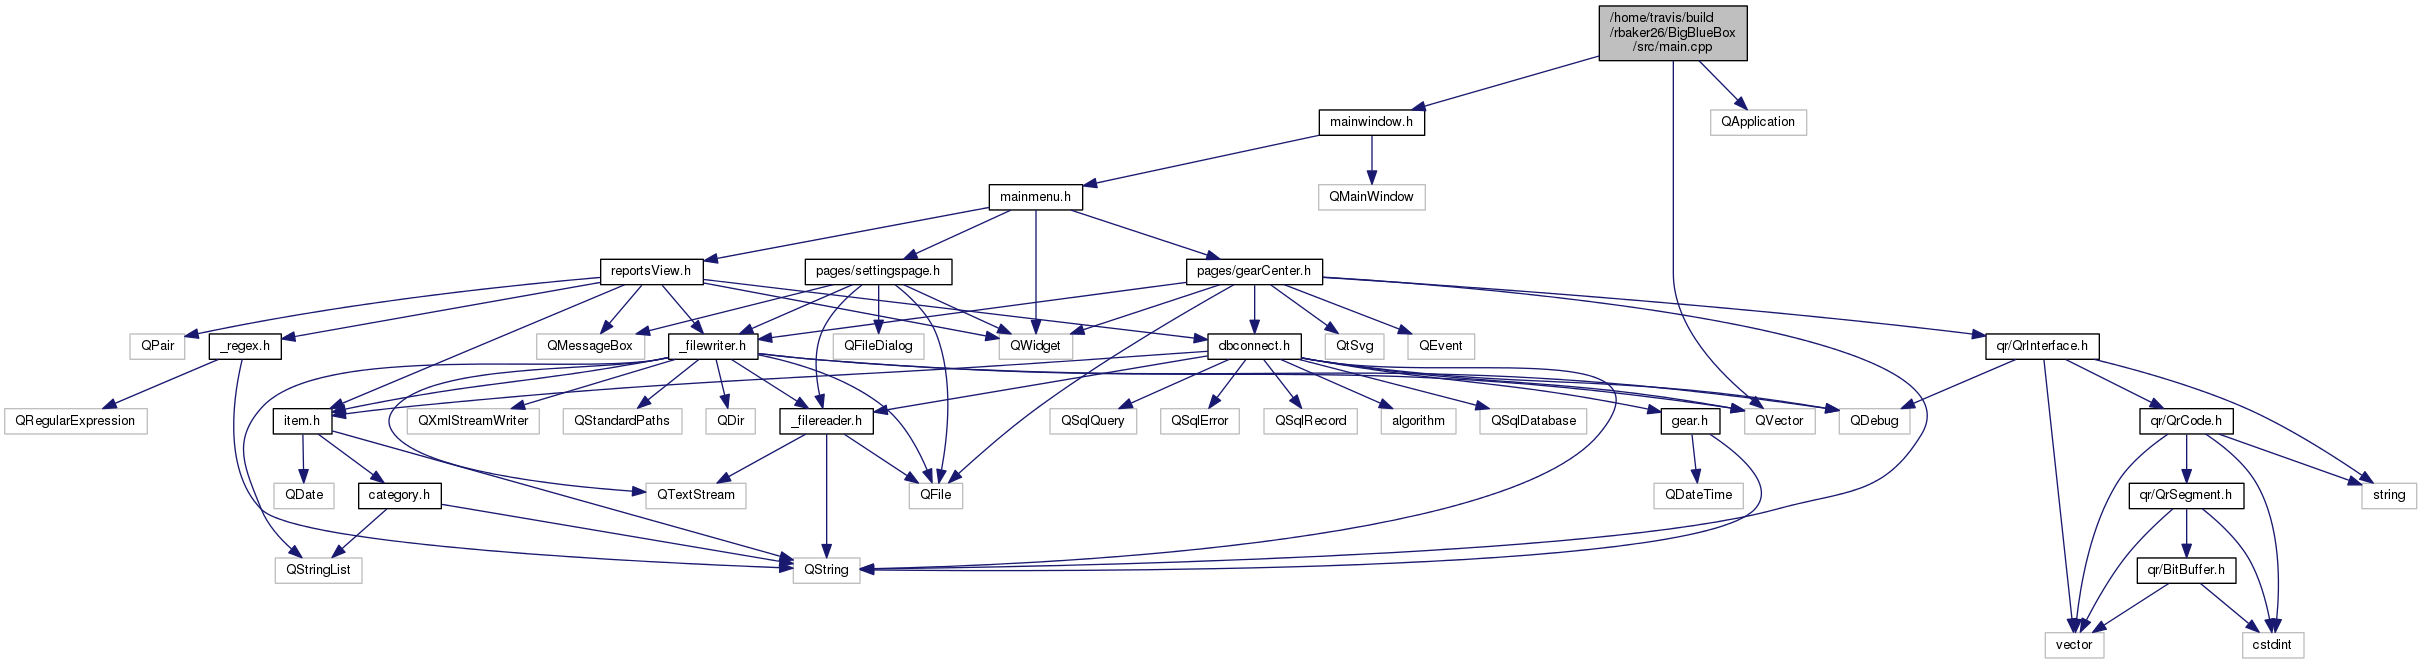 /home/travis/build
/rbaker26/BigBlueBox
/src/main.cpp
mainwindow.h
QApplication
mainmenu.h
QMainWindow
reportsView.h
pages/settingspage.h
pages/gearCenter.h
QPair
_regex.h
QMessageBox
_filewriter.h
QFileDialog
QWidget
dbconnect.h
QtSvg
QEvent
qr/QrInterface.h
QRegularExpression
item.h
QXmlStreamWriter
QStandardPaths
QDir
_filereader.h
QSqlQuery
QSqlError
QSqlRecord
algorithm
QSqlDatabase
gear.h
QVector
QDebug
qr/QrCode.h
QDate
category.h
QTextStream
QFile
QDateTime
qr/QrSegment.h
string
QStringList
QString
qr/BitBuffer.h
vector
cstdint